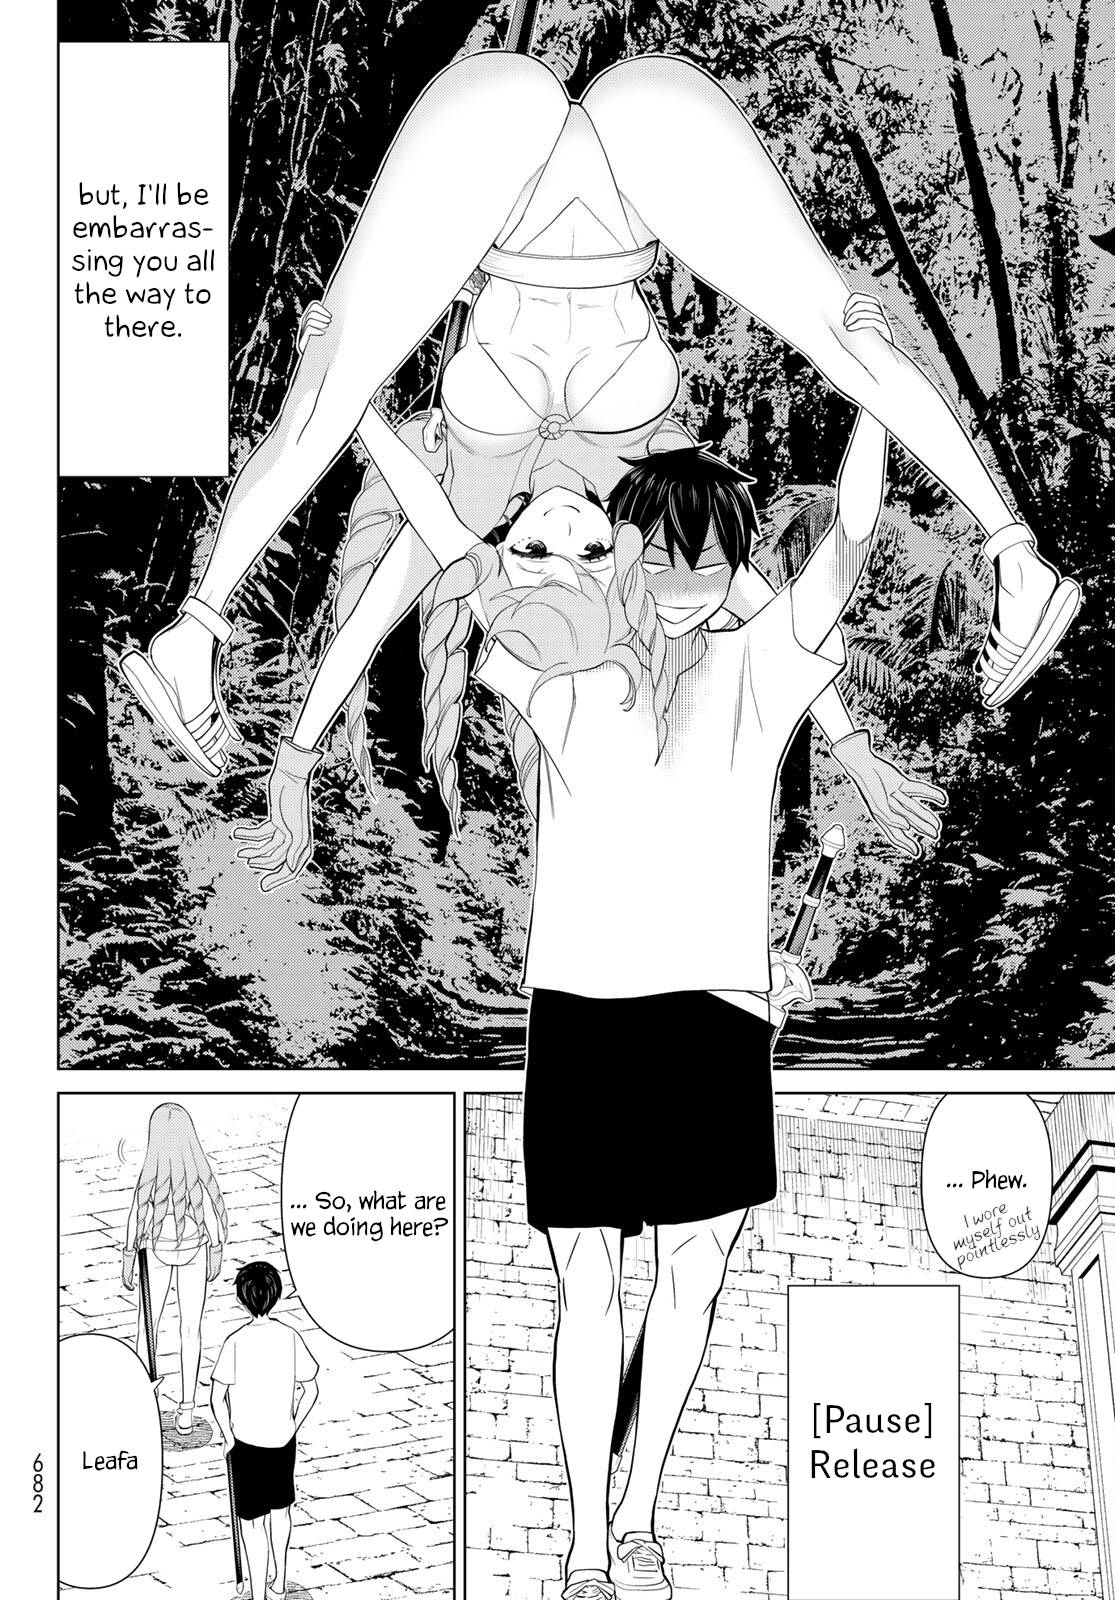 but, I'll be
embarras-
sing you all
the way to
there.
... Phew.
I wore
myself out
pointlessly
[Pause]
Release
... So, what are
we doing here?
Leafa
682